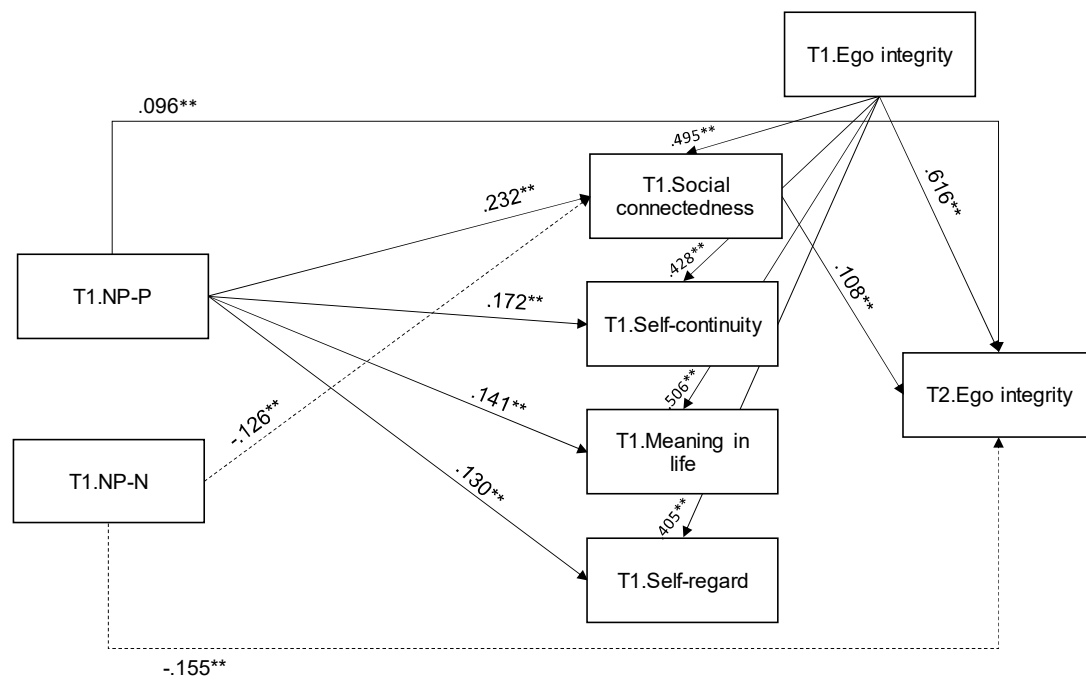 T1.Ego integrity
.096**
.495**
T1.Social
connectedness
.232**
.616**
.428**
.108**
T1.NP-P
.172**
T1.Self-continuity
T2.Ego integrity
.506**
-.126**
.141**
T1.Meaning in
life
T1.NP-N
.130**
.405**
T1.Self-regard
-.155**